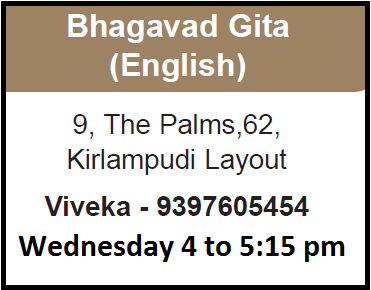 Bhagavad Gita
(English)
9, The Palms,62,
Kirlampudi Layout
Viveka - 9397605454
Wednesday 4 to 5:15 pm